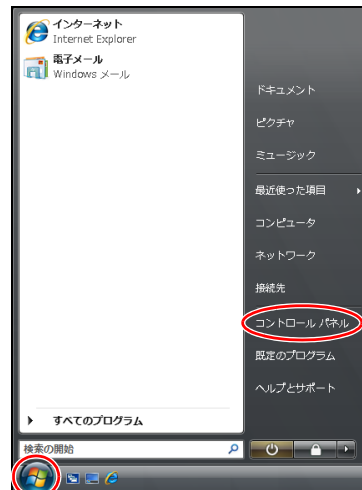 インターネット
Internet Explorer
電子メール
Windows メール
ドキュメント
ピクチャ
ミュージック
最近使った項目
コンピュータ
ネットワーク
接続先
コントロール パネル
既定のプログラム
ヘルプとサポート
すべてのプログラム
検索の開始